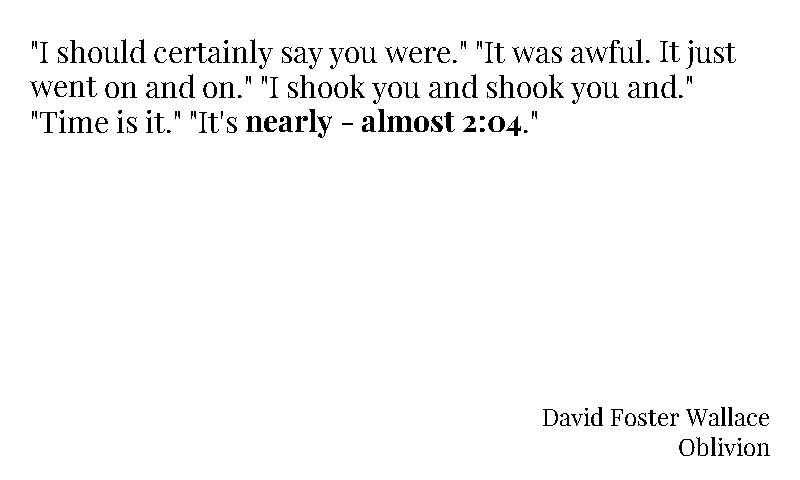 "I should certainly say you were." "It was awful. It just
went on and on." "I shook you and shook you and."
"Time is it." "It's nearly – almost 2:04."
David Foster Wallace
Oblivion